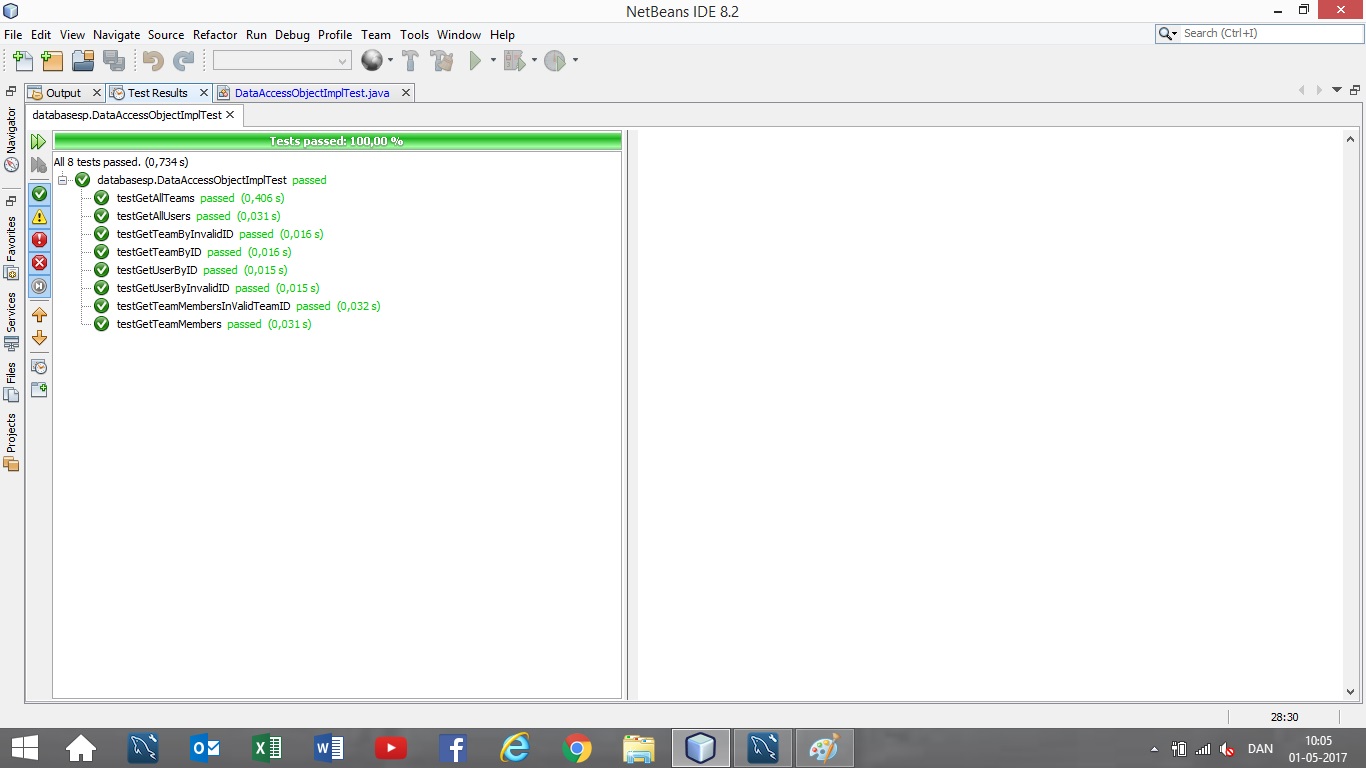 NetBeans IDE 8.2
File Edit View Navigate Source Refactor Run Debug Profile Team Tools Window Help
Search (Ctrl+I)
Output Test Results DataAccessObjectImplTest.java
databasesp.DataAccessObjectImplTest
Navigator
Favorites
Services
Files
Projects
Tests passed: 100,00 %
All 8 tests passed. (0,734 s)
databasesp.DataAccessObjectImplTest passed
testGetAllTeams passed (0,406 s)
testGetAllUsers passed (0,031 s)
testGetTeamByInvalidID passed (0,016 s)
testGetTeamByID passed (0,016 s)
testGetUserByID passed (0,015 s)
testGetUserByInvalidID passed (0,015 s)
testGetTeamMembersInValidTeamID passed (0,032 s)
testGetTeamMembers passed (0,031 s)
28:30
DAN
10:05
01-05-2017